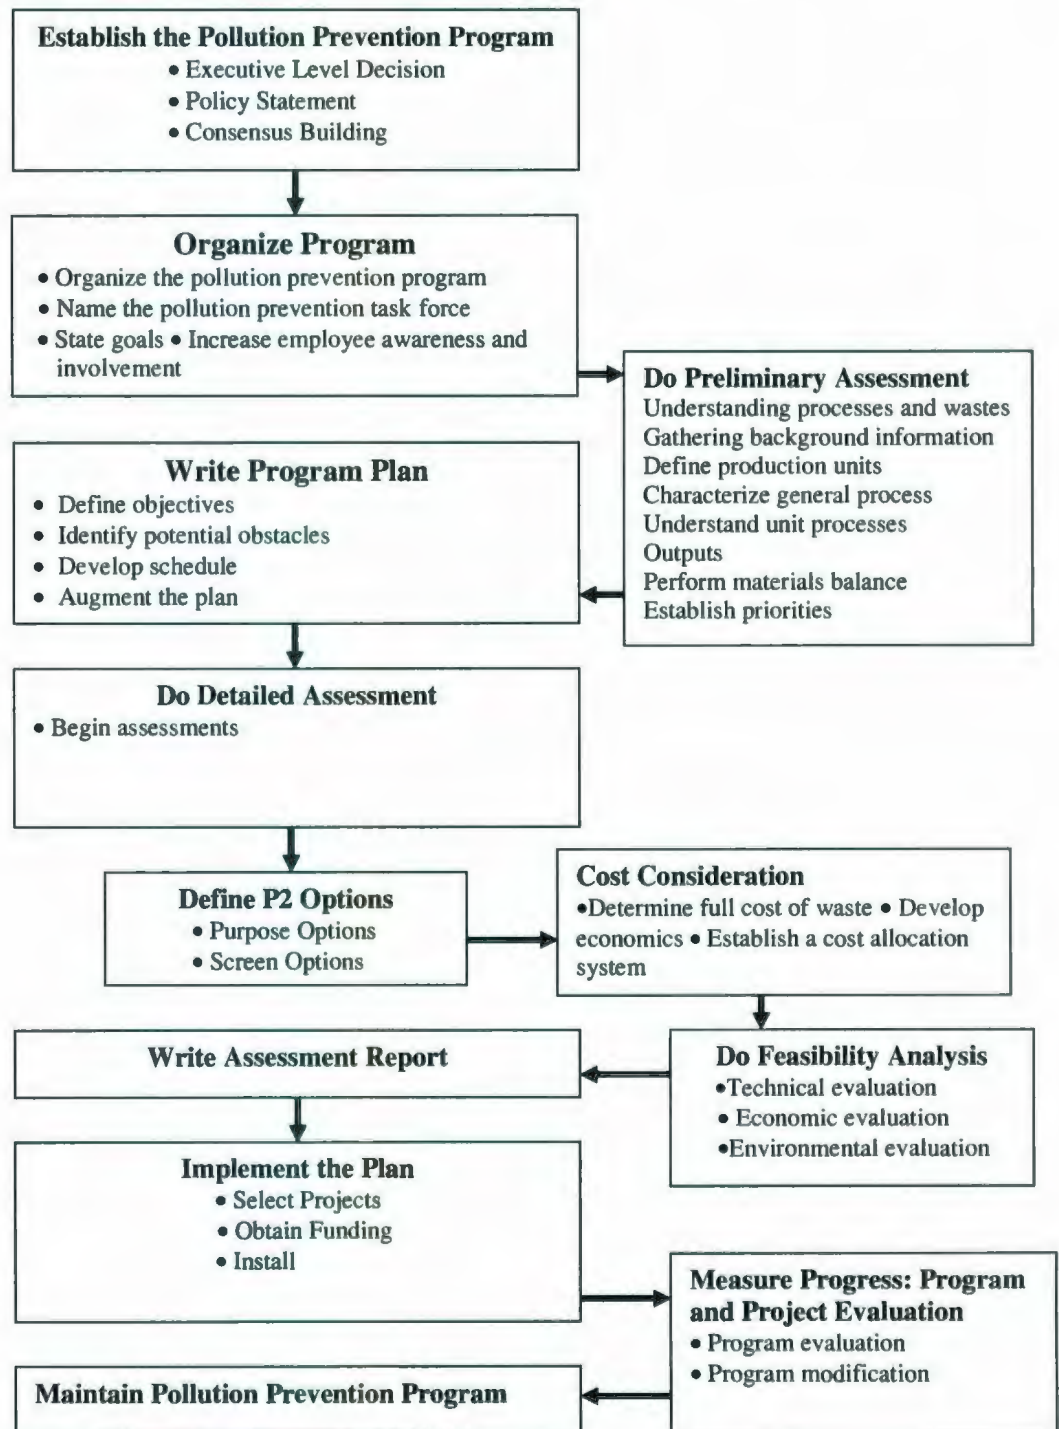 Establish the Pollution Prevention Program
• Executive Level Decision
• Policy Statement
• Consensus Building
Organize Program
• Organize the pollution prevention program
• Name the pollution prevention task force
• State goals • Increase employee awareness and
involvement
Do Preliminary Assessment
Understanding processes and wastes
Gathering background information
Define production units
Characterize general process
Understand unit processes
Outputs
Perform materials balance
Establish priorities
Write Program Plan
• Define objectives
• Identify potential obstacles
• Develop schedule
• Augment the plan
Do Detailed Assessment
• Begin assessments
Define P2 Options
• Purpose Options
• Screen Options
Cost Consideration
•Determine full cost of waste • Develop
economics • Establish a cost allocation
system
Do Feasibility Analysis
•Technical evaluation
• Economic evaluation
•Environmental evaluation
Write Assessment Report
Implement the Plan
• Select Projects
• Obtain Funding
• Install
Measure Progress: Program
and Project Evaluation
• Program evaluation
• Program modification
Maintain Pollution Prevention Program